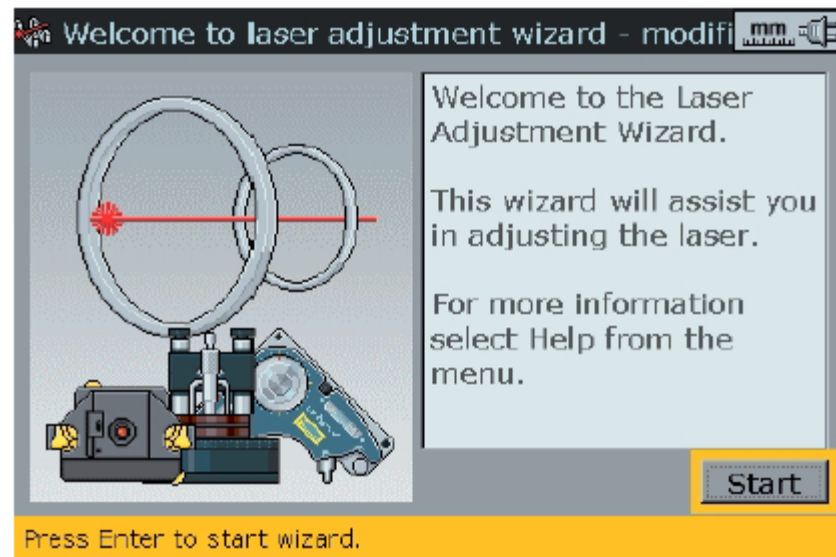 Welcome to laser adjustment wizard - modifi mm
Welcome to the Laser
Adjustment Wizard.
This wizard will assist you
in adjusting the laser.
For more information
select Help from the
menu.
Start
Press Enter to start wizard.